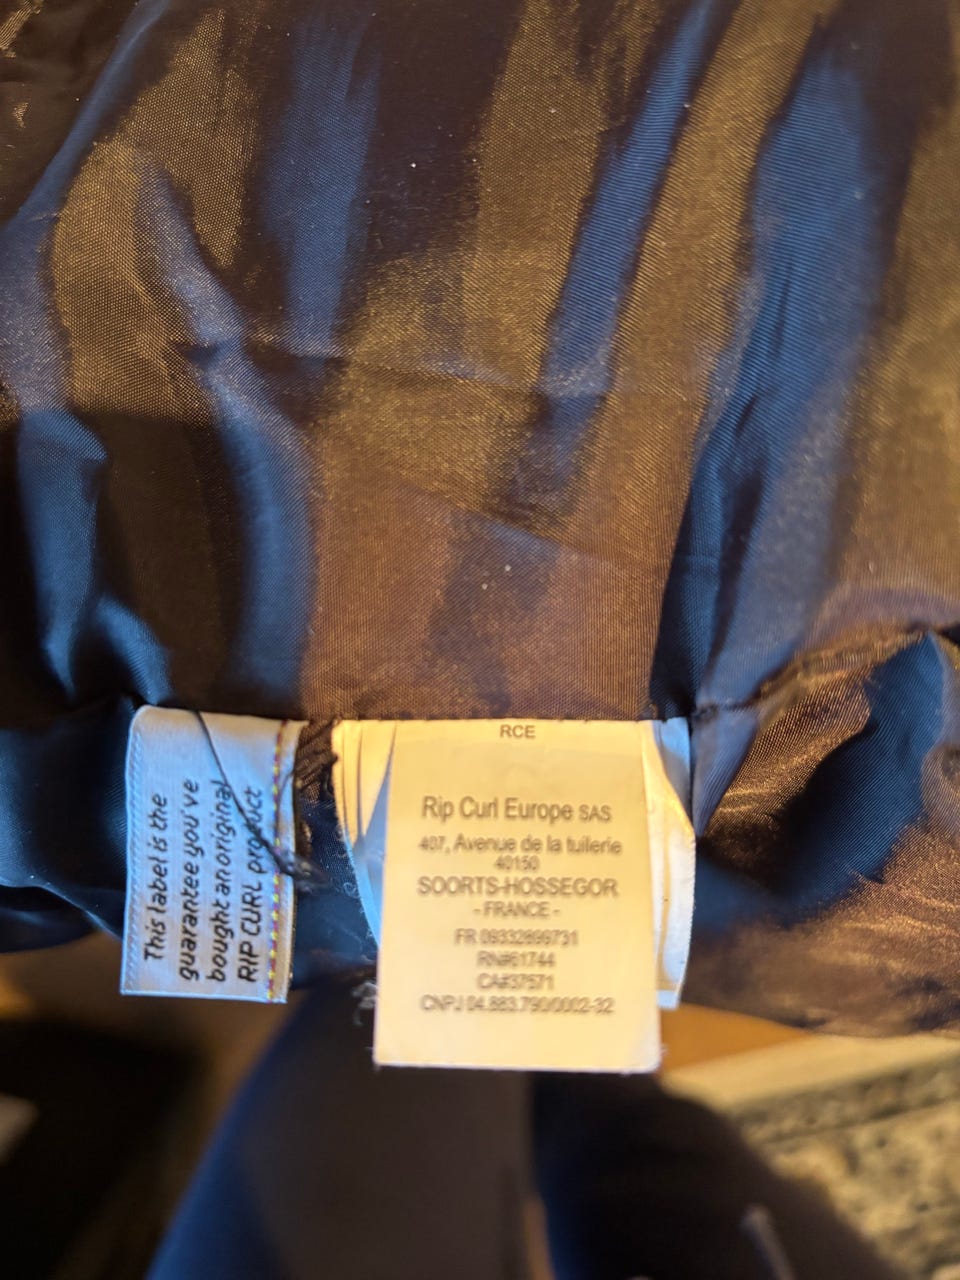 This label is the
guarantee you've
bought an original
RIP CURL product
RCE
Rip Curl Europe SAS
407, Avenue de la tuilerie
40150
SOORTS-HOSSEGOR
- FRANCE -
FR 09332899731
RN#61744
CA#37571
CNPJ 04.883.790/0002-32